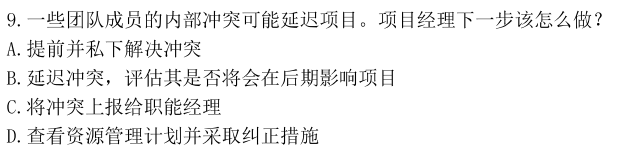 9.一些团队成员的内部冲突可能延迟项目。项目经理下一步该怎么做?
A.提前并私下解决冲突
B.延迟冲突，评估其是否将会在后期影响项目
C.将冲突上报给职能经理
D.查看资源管理计划并采取纠正措施